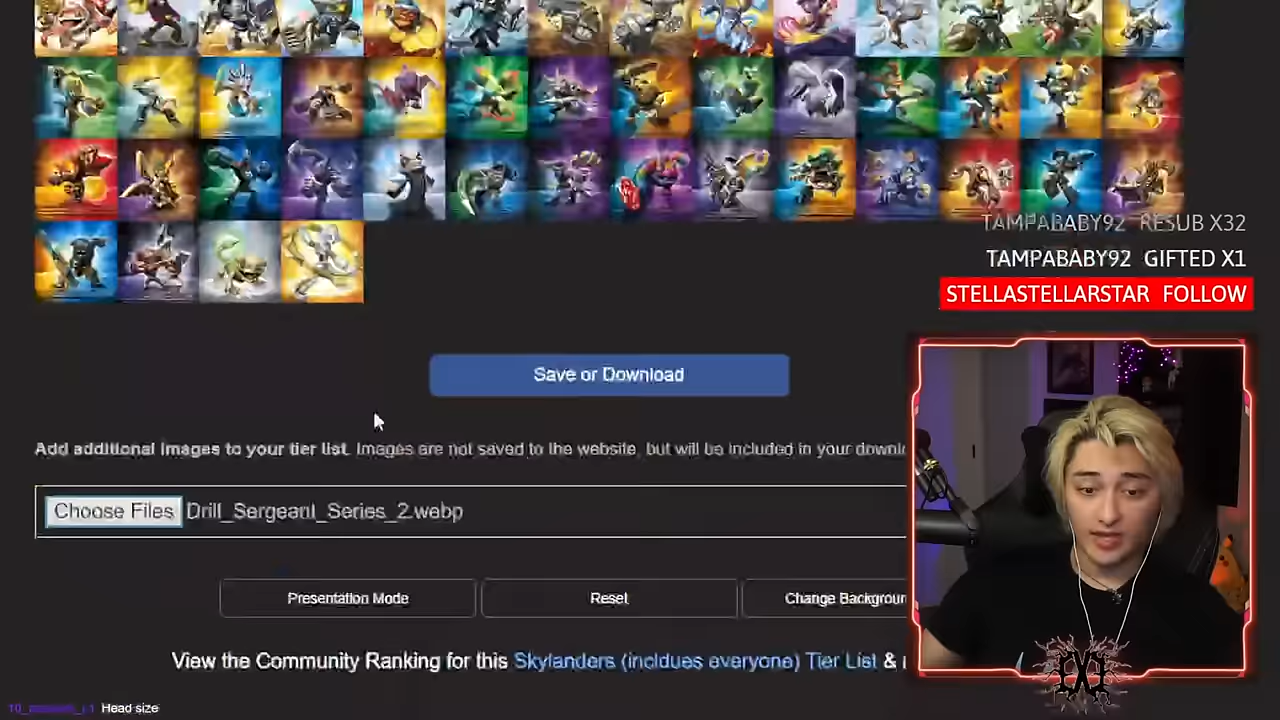 TAMPABABY92 RESUB X32
TAMPABABY92 GIFTED X1
STELLASTELLARSTAR FOLLOW
Save or Download
Add additional images to your tier list. Images are not saved to the website, but will be included in your downlo
Choose Files Drill_Sergeant_Series_2.webp
Presentation Mode
Reset
Change Backgroun
View the Community Ranking for this Skylanders (incldues everyone) Tier List &
Head size